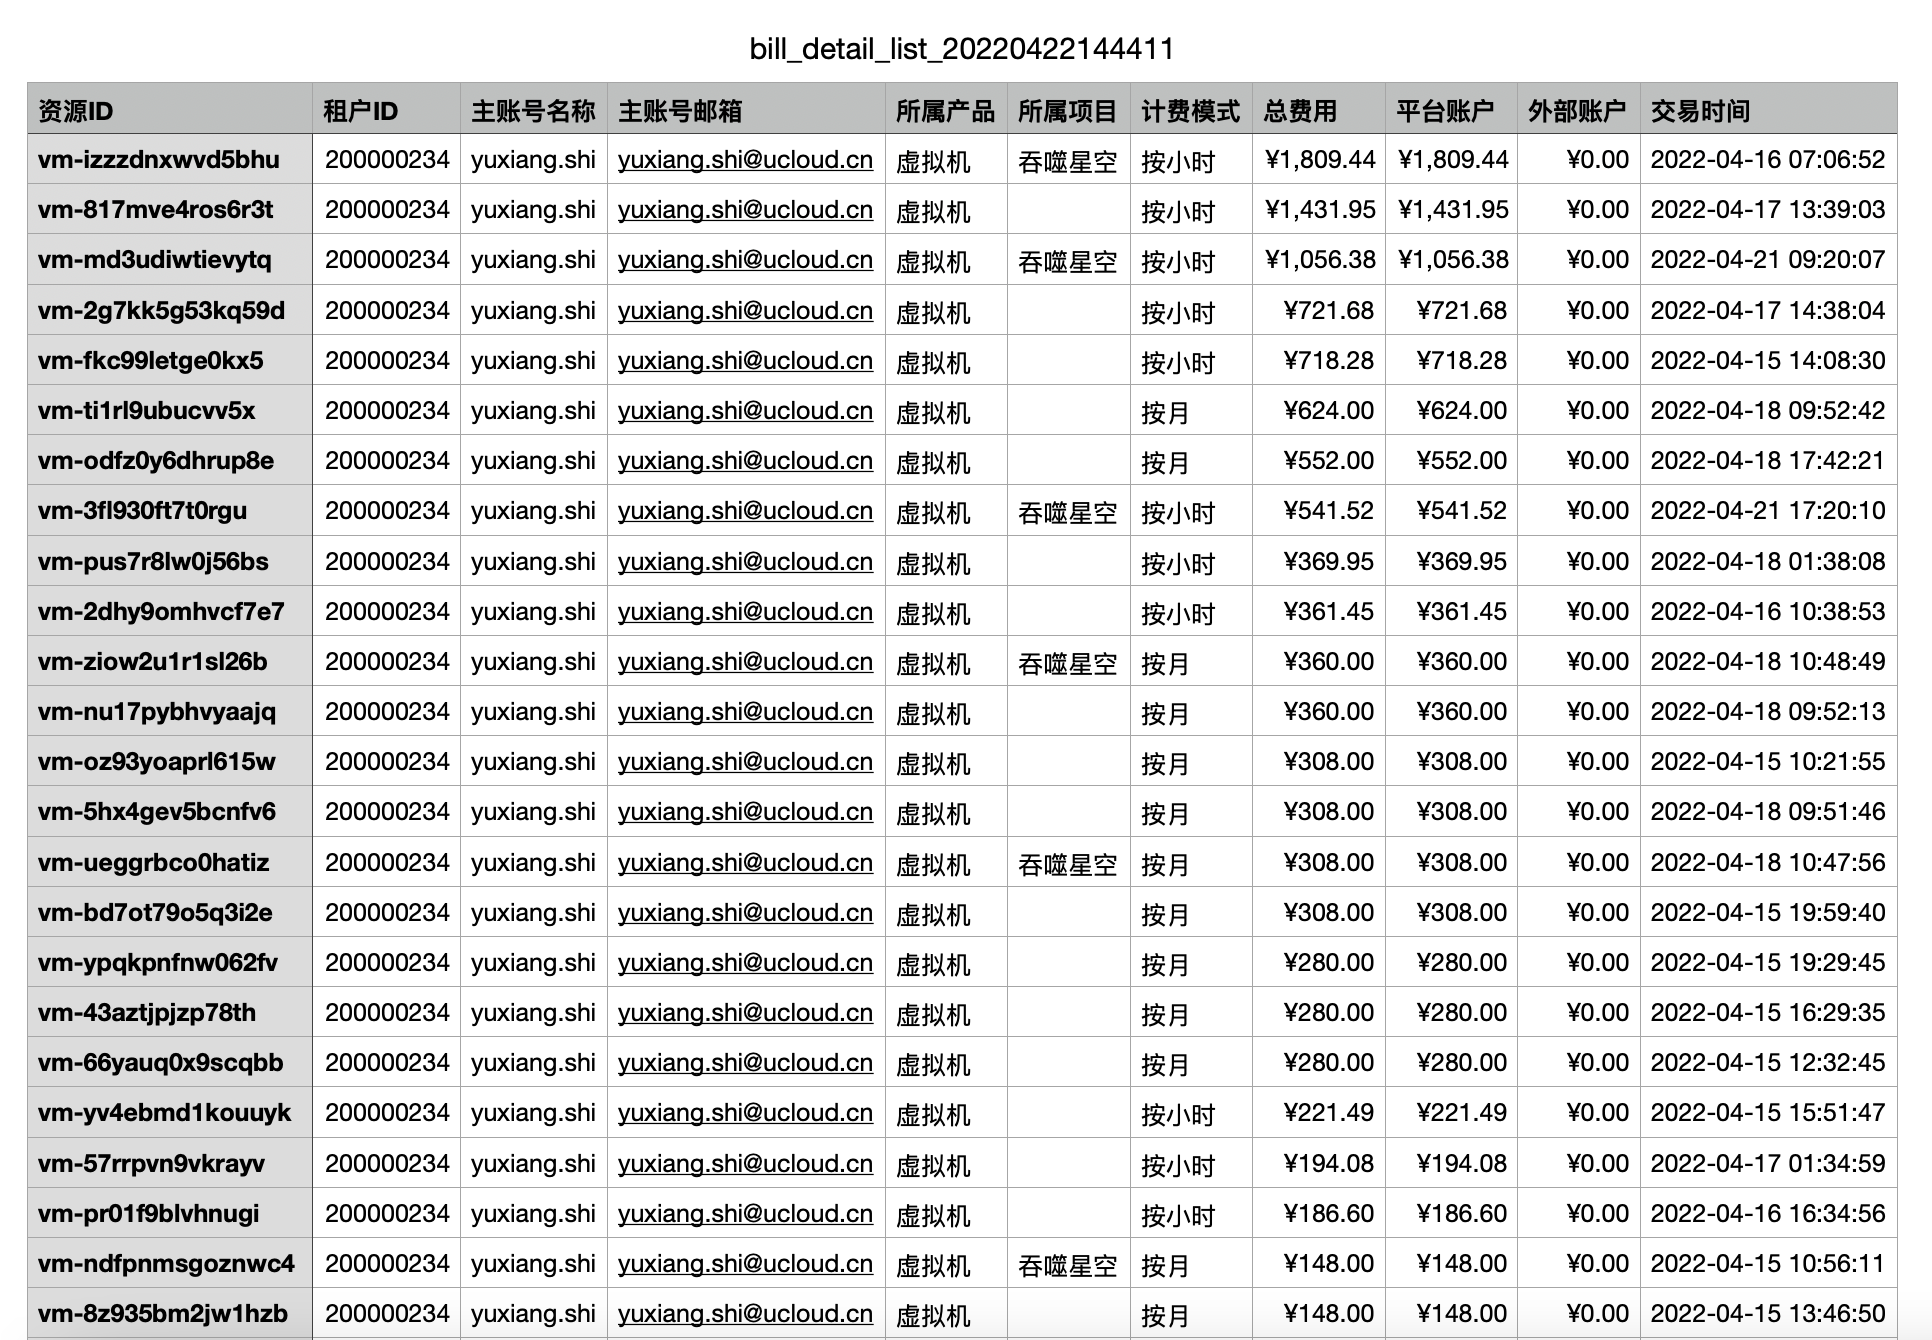 bill_detail_list_20220422144411
资源ID 租户ID 主账号名称 主账号邮箱 所属产品 所属项目 计费模式 总费用 平台账户 外部账户 交易时间
vm-izzzdnxwvd5bhu 200000234 yuxiang.shi yuxiang.shi@ucloud.cn 虚拟机 吞噬星空 按小时 ¥1,809.44 ¥1,809.44 ¥0.00 2022-04-16 07:06:52
vm-817mve4ros6r3t 200000234 yuxiang.shi yuxiang.shi@ucloud.cn 虚拟机 按小时 ¥1,431.95 ¥1,431.95 ¥0.00 2022-04-17 13:39:03
vm-md3udiwtievytq 200000234 yuxiang.shi yuxiang.shi@ucloud.cn 虚拟机 吞噬星空 按小时 ¥1,056.38 ¥1,056.38 ¥0.00 2022-04-21 09:20:07
vm-2g7kk5g53kq59d 200000234 yuxiang.shi yuxiang.shi@ucloud.cn 虚拟机 按小时 ¥721.68 ¥721.68 ¥0.00 2022-04-17 14:38:04
vm-fkc99letge0kx5 200000234 yuxiang.shi yuxiang.shi@ucloud.cn 虚拟机 按小时 ¥718.28 ¥718.28 ¥0.00 2022-04-15 14:08:30
vm-ti1rl9ubucvv5x 200000234 yuxiang.shi yuxiang.shi@ucloud.cn 虚拟机 按月 ¥624.00 ¥624.00 ¥0.00 2022-04-18 09:52:42
vm-odfz0y6dhrup8e 200000234 yuxiang.shi yuxiang.shi@ucloud.cn 虚拟机 按月 ¥552.00 ¥552.00 ¥0.00 2022-04-18 17:42:21
vm-3fl930ft7t0rgu 200000234 yuxiang.shi yuxiang.shi@ucloud.cn 虚拟机 吞噬星空 按小时 ¥541.52 ¥541.52 ¥0.00 2022-04-21 17:20:10
vm-pus7r8lw0j56bs 200000234 yuxiang.shi yuxiang.shi@ucloud.cn 虚拟机 按小时 ¥369.95 ¥369.95 ¥0.00 2022-04-18 01:38:08
vm-2dhy9omhvcf7e7 200000234 yuxiang.shi yuxiang.shi@ucloud.cn 虚拟机 按小时 ¥361.45 ¥361.45 ¥0.00 2022-04-16 10:38:53
vm-ziow2u1r1sl26b 200000234 yuxiang.shi yuxiang.shi@ucloud.cn 虚拟机 吞噬星空 按月 ¥360.00 ¥360.00 ¥0.00 2022-04-18 10:48:49
vm-nu17pybhvyaajq 200000234 yuxiang.shi yuxiang.shi@ucloud.cn 虚拟机 按月 ¥360.00 ¥360.00 ¥0.00 2022-04-18 09:52:13
vm-oz93yoaprl615w 200000234 yuxiang.shi yuxiang.shi@ucloud.cn 虚拟机 按月 ¥308.00 ¥308.00 ¥0.00 2022-04-15 10:21:55
vm-5hx4gev5bcnfv6 200000234 yuxiang.shi yuxiang.shi@ucloud.cn 虚拟机 按月 ¥308.00 ¥308.00 ¥0.00 2022-04-18 09:51:46
vm-ueggrbco0hatiz 200000234 yuxiang.shi yuxiang.shi@ucloud.cn 虚拟机 吞噬星空 按月 ¥308.00 ¥308.00 ¥0.00 2022-04-18 10:47:56
vm-bd7ot79o5q3i2e 200000234 yuxiang.shi yuxiang.shi@ucloud.cn 虚拟机 按月 ¥308.00 ¥308.00 ¥0.00 2022-04-15 19:59:40
vm-ypqkpnfnw062fv 200000234 yuxiang.shi yuxiang.shi@ucloud.cn 虚拟机 按月 ¥280.00 ¥280.00 ¥0.00 2022-04-15 19:29:45
vm-43aztjpjzp78th 200000234 yuxiang.shi yuxiang.shi@ucloud.cn 虚拟机 按月 ¥280.00 ¥280.00 ¥0.00 2022-04-15 16:29:35
vm-66yauq0x9scqbb 200000234 yuxiang.shi yuxiang.shi@ucloud.cn 虚拟机 按月 ¥280.00 ¥280.00 ¥0.00 2022-04-15 12:32:45
vm-yv4ebmd1kouuyk 200000234 yuxiang.shi yuxiang.shi@ucloud.cn 虚拟机 按小时 ¥221.49 ¥221.49 ¥0.00 2022-04-15 15:51:47
vm-57rrpvn9vkrayv 200000234 yuxiang.shi yuxiang.shi@ucloud.cn 虚拟机 按小时 ¥194.08 ¥194.08 ¥0.00 2022-04-17 01:34:59
vm-pr01f9blvhnugi 200000234 yuxiang.shi yuxiang.shi@ucloud.cn 虚拟机 按小时 ¥186.60 ¥186.60 ¥0.00 2022-04-16 16:34:56
vm-ndfpnmsgoznwc4 200000234 yuxiang.shi yuxiang.shi@ucloud.cn 虚拟机 吞噬星空 按月 ¥148.00 ¥148.00 ¥0.00 2022-04-15 10:56:11
vm-8z935bm2jw1hzb 200000234 yuxiang.shi yuxiang.shi@ucloud.cn 虚拟机 按月 ¥148.00 ¥148.00 ¥0.00 2022-04-15 13:46:50